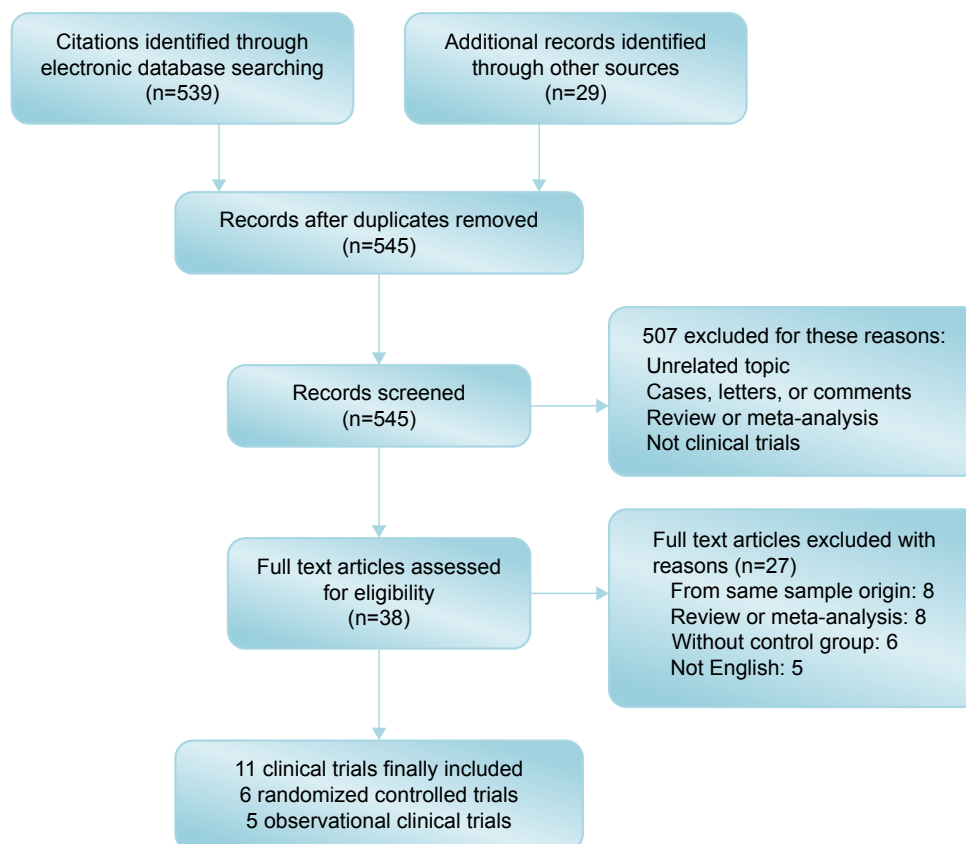 Citations identified through
electronic database searching
(n=539)
Additional records identified
through other sources
(n=29)
Records after duplicates removed
(n=545)
507 excluded for these reasons:
Unrelated topic
Cases, letters, or comments
Review or meta-analysis
Not clinical trials
Records screened
(n=545)
Full text articles assessed
for eligibility
(n=38)
Full text articles excluded with
reasons (n=27)
From same sample origin: 8
Review or meta-analysis: 8
Without control group: 6
Not English: 5
11 clinical trials finally included
6 randomized controlled trials
5 observational clinical trials